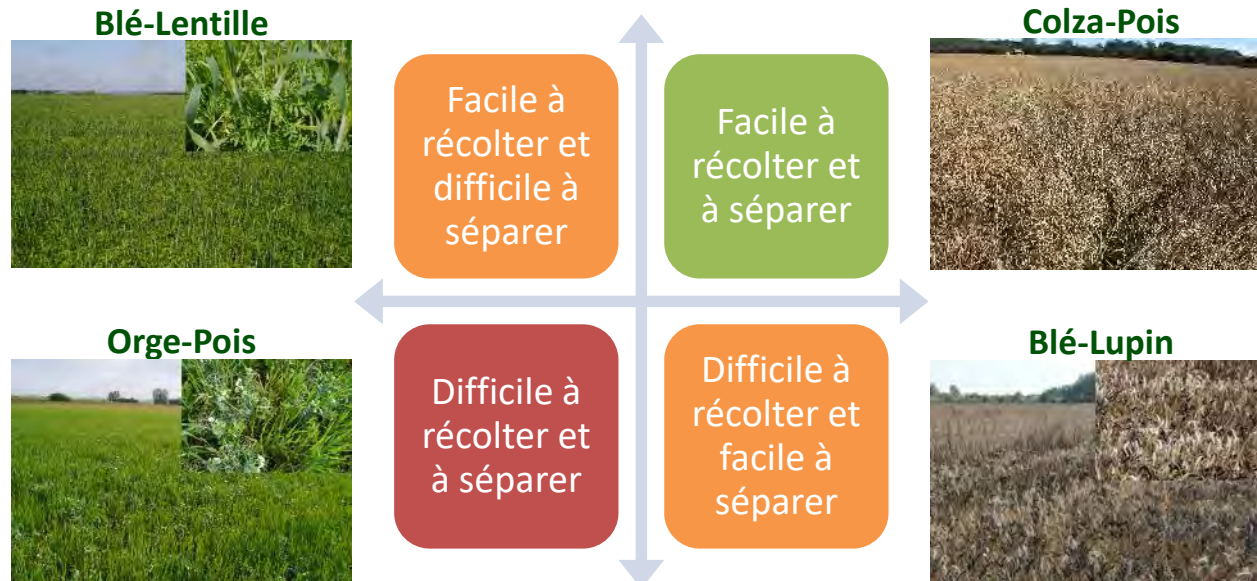 Blé-Lentille
Facile à
récolter et
difficile à
séparer
Facile à
récolter et
à séparer
Colza-Pois
Orge-Pois
Difficile à
récolter et
à séparer
Difficile à
récolter et
facile à
séparer
Blé-Lupin